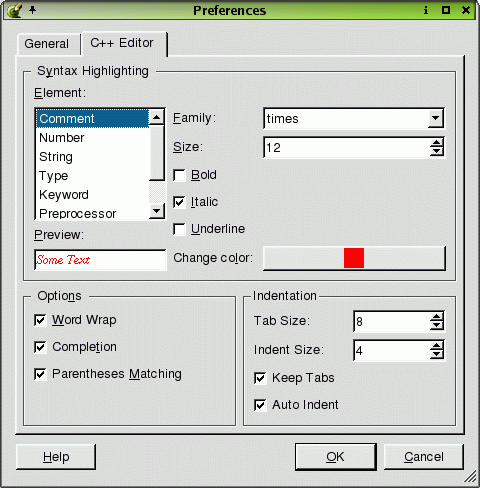 Preferences
General
C++ Editor
Syntax Highlighting
Element:
Comment
Number
String
Type
Keyword
Preprocessor
Family:
times
Size:
12
Bold
Italic
Underline
Preview:
Some Text
Change color:
Options
Word Wrap
Completion
Parentheses Matching
Indentation
Tab Size:
8
Indent Size:
4
Keep Tabs
Auto Indent
Help
OK
Cancel